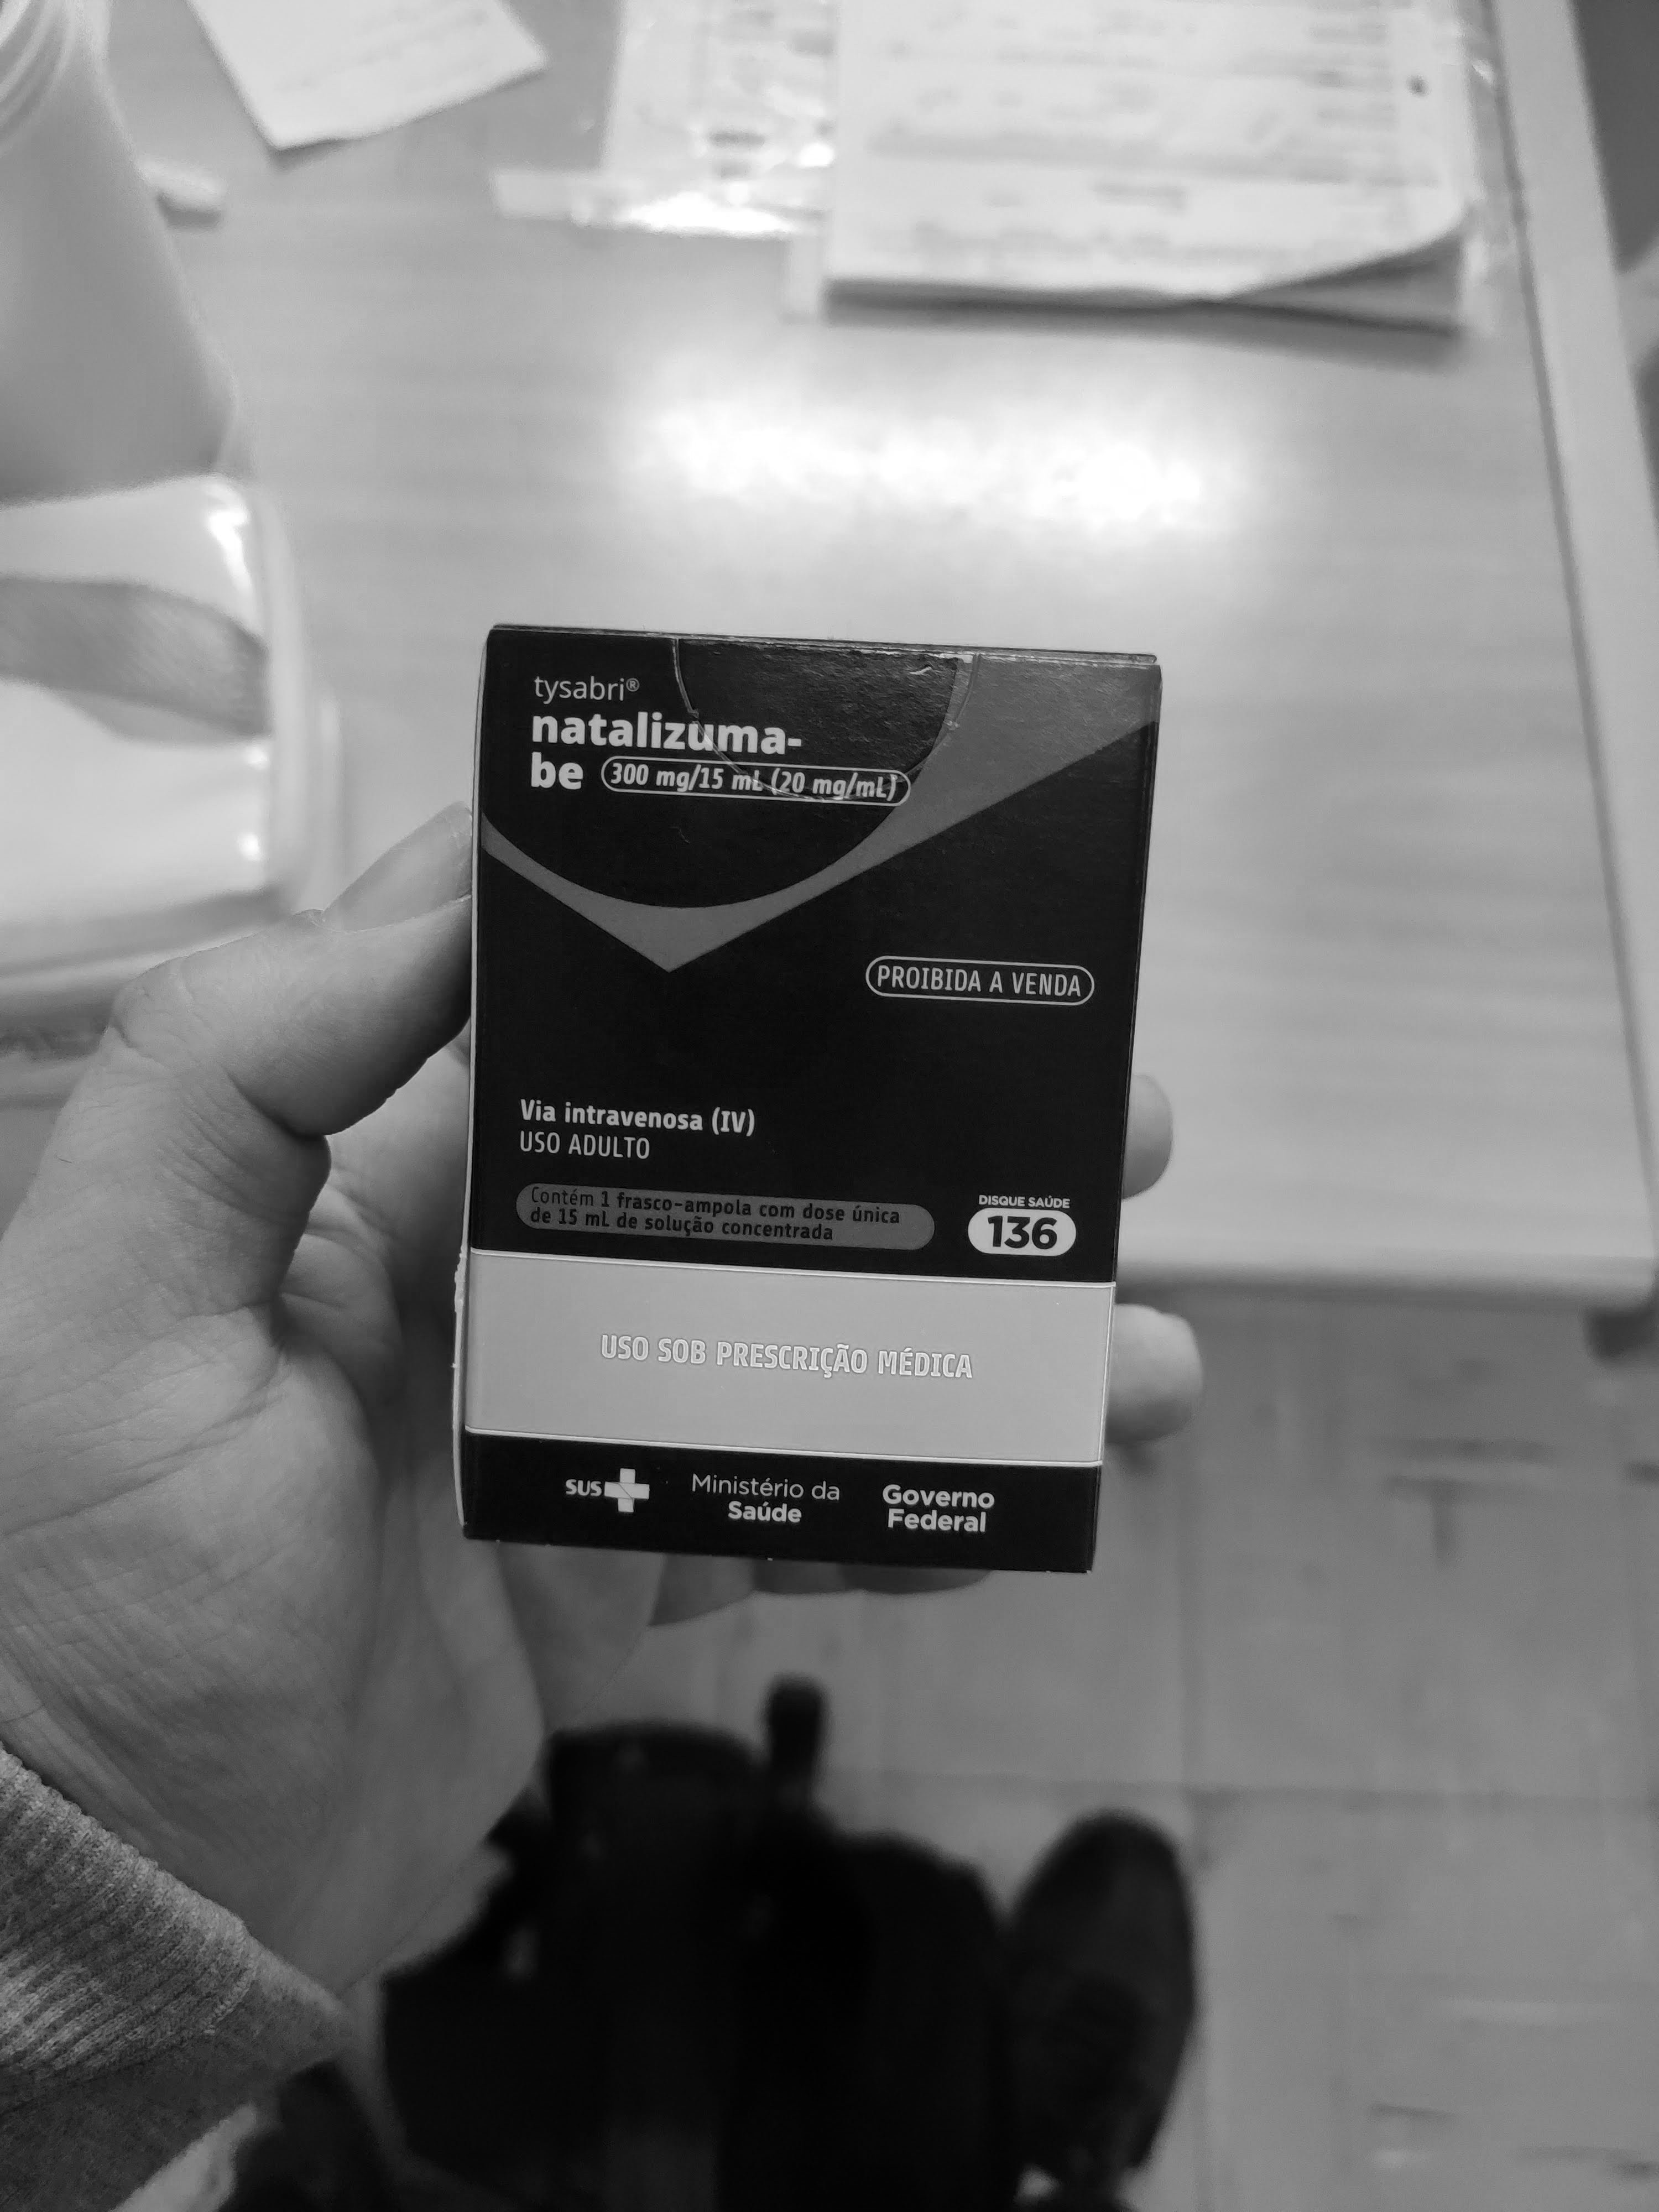 tysabri®
natalizuma-
be 300 mg/15 mL (20 mg/mL)
PROIBIDA A VENDA
Via intravenosa (IV)
USO ADULTO
Contém 1 frasco-ampola com dose única
de 15 mL de solução concentrada
DISQUE SAÚDE
136
USO SOB PRESCRIÇÃO MÉDICA
SUS
Ministério da
Saúde
Governo
Federal